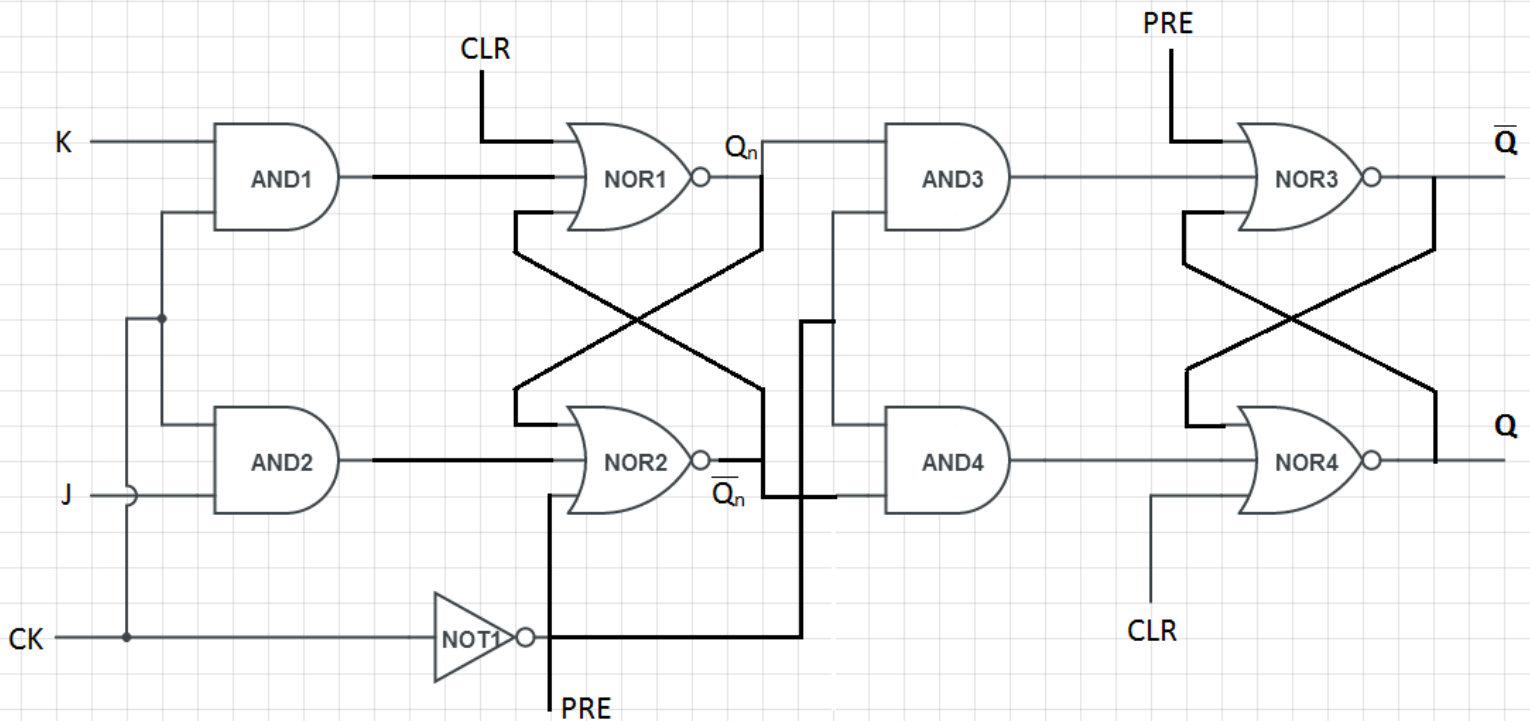 PRE
CLR
K
AND1
NOR1
Qₙ
AND3
NOR3
Q̅
J
AND2
NOR2
Q̅ₙ
AND4
NOR4
Q
CK
NOT1
PRE
CLR